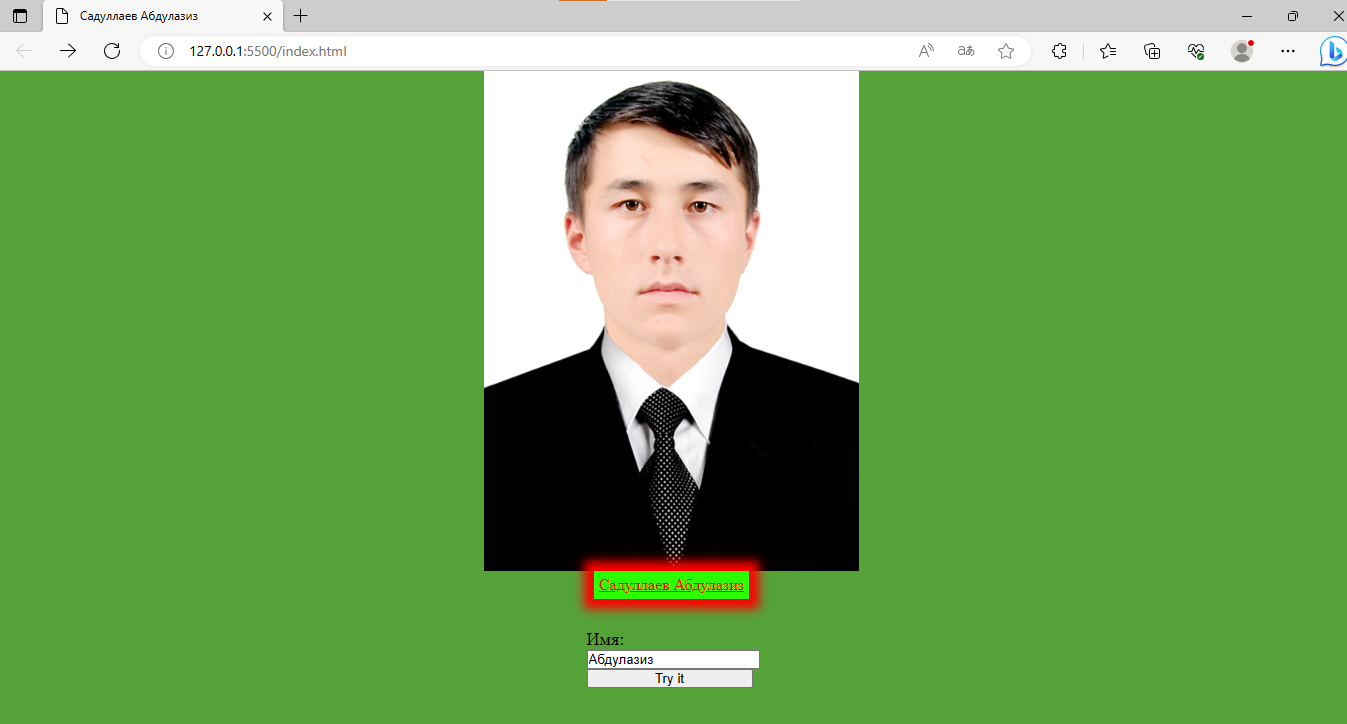 Садуллаев Абдулазиз
127.0.0.1:5500/index.html
Садуллаев Абдулазиз
Имя:
Абдулазиз
Try it